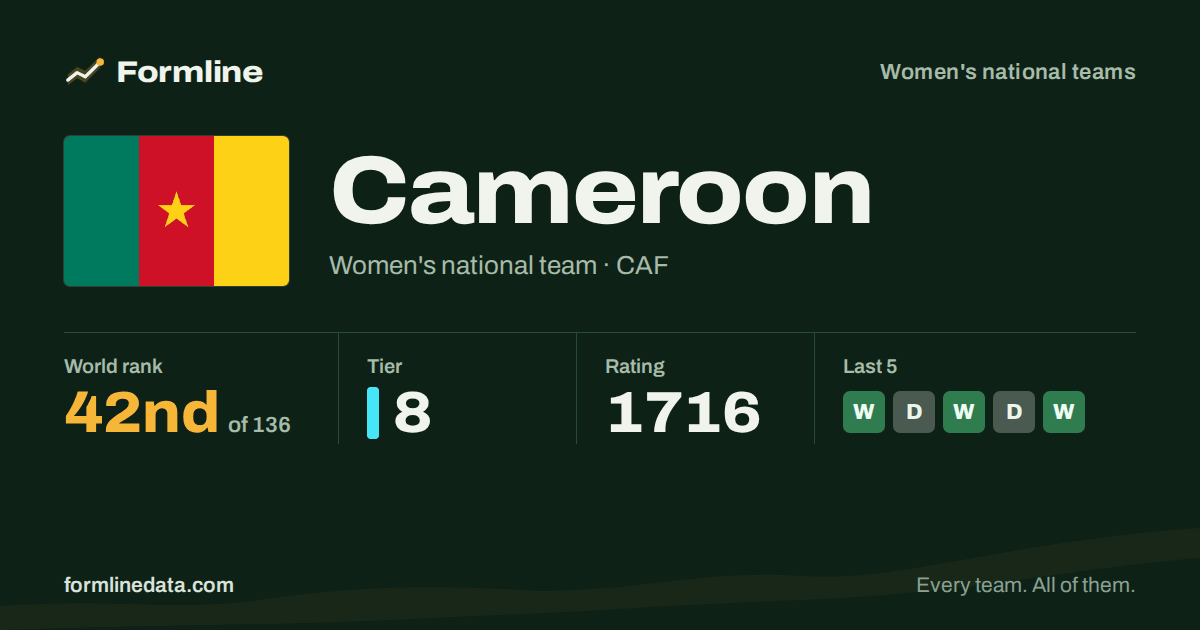 Formline
Women's national teams
Cameroon
Women's national team · CAF
World rank
42nd of 136
Tier
8
Rating
1716
Last 5
W D W D W
formlinedata.com
Every team. All of them.